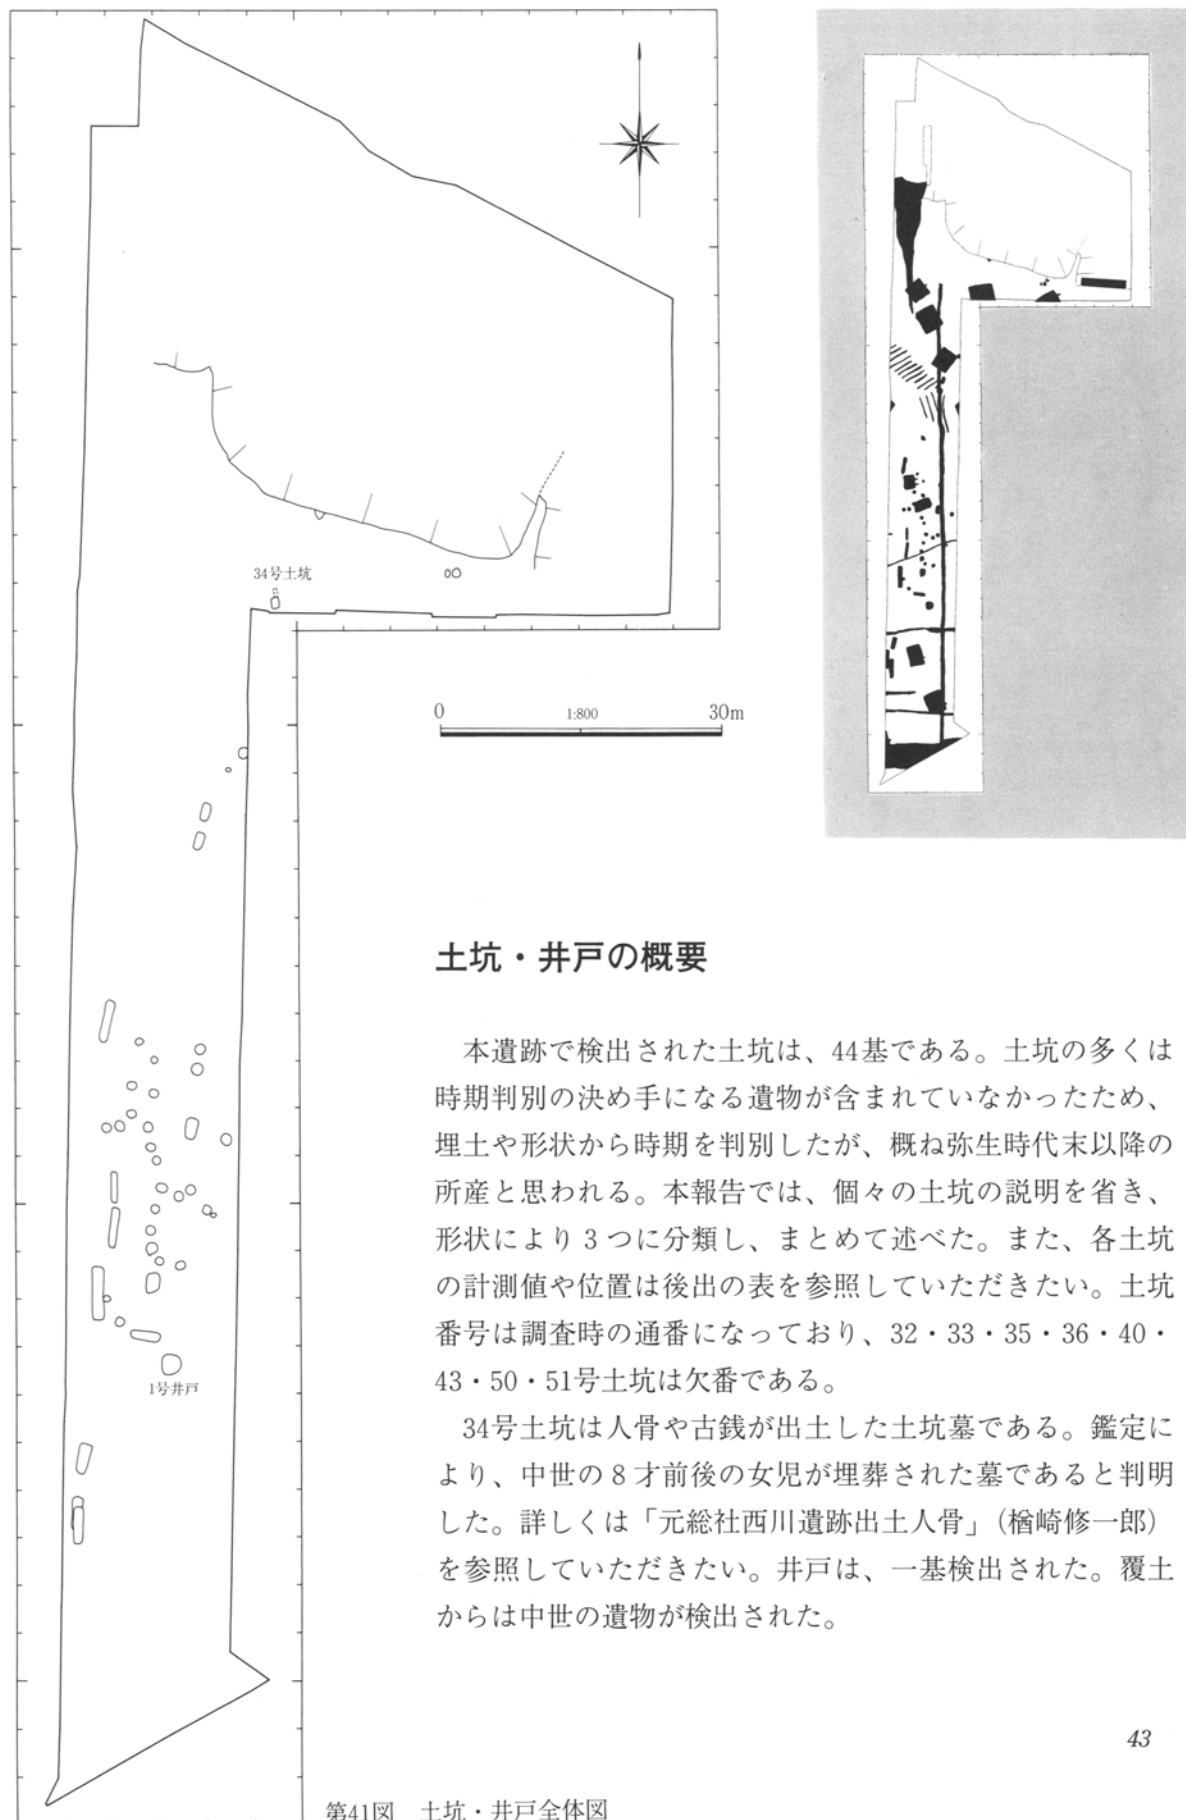 34号土坑
0 1:800 30m
1号井戸
土坑・井戸の概要
本遺跡で検出された土坑は、44基である。土坑の多くは
時期判別の決め手になる遺物が含まれていなかったため、
埋土や形状から時期を判別したが、概ね弥生時代末以降の
所産と思われる。本報告では、個々の土坑の説明を省き、
形状により3つに分類し、まとめて述べた。また、各土坑
の計測値や位置は後出の表を参照していただきたい。土坑
番号は調査時の通番になっており、32・33・35・36・40・
43・50・51号土坑は欠番である。
34号土坑は人骨や古銭が出土した土坑墓である。鑑定に
より、中世の8才前後の女児が埋葬された墓であると判明
した。詳しくは「元総社西川遺跡出土人骨」(楢崎修一郎)
を参照していただきたい。井戸は、一基検出された。覆土
からは中世の遺物が検出された。
43
第41図 土坑・井戸全体図